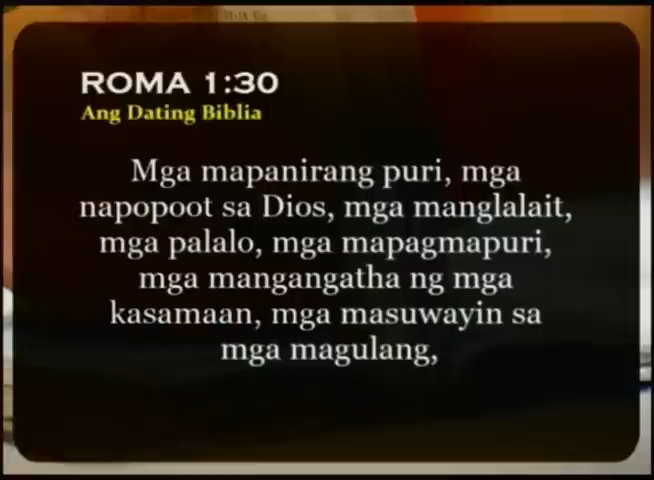 ROMA 1:30
Ang Dating Biblia
Mga mapanirang puri, mga
napopoot sa Dios, mga manglalait,
mga palalo, mga mapagmapuri,
mga mangangatha ng mga
kasamaan, mga masuwayin sa
mga magulang,